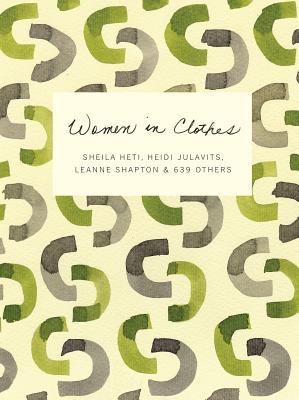 Women in Clothes
SHEILA HETI, HEIDI JULAVITS,
LEANNE SHAPTON & 639 OTHERS